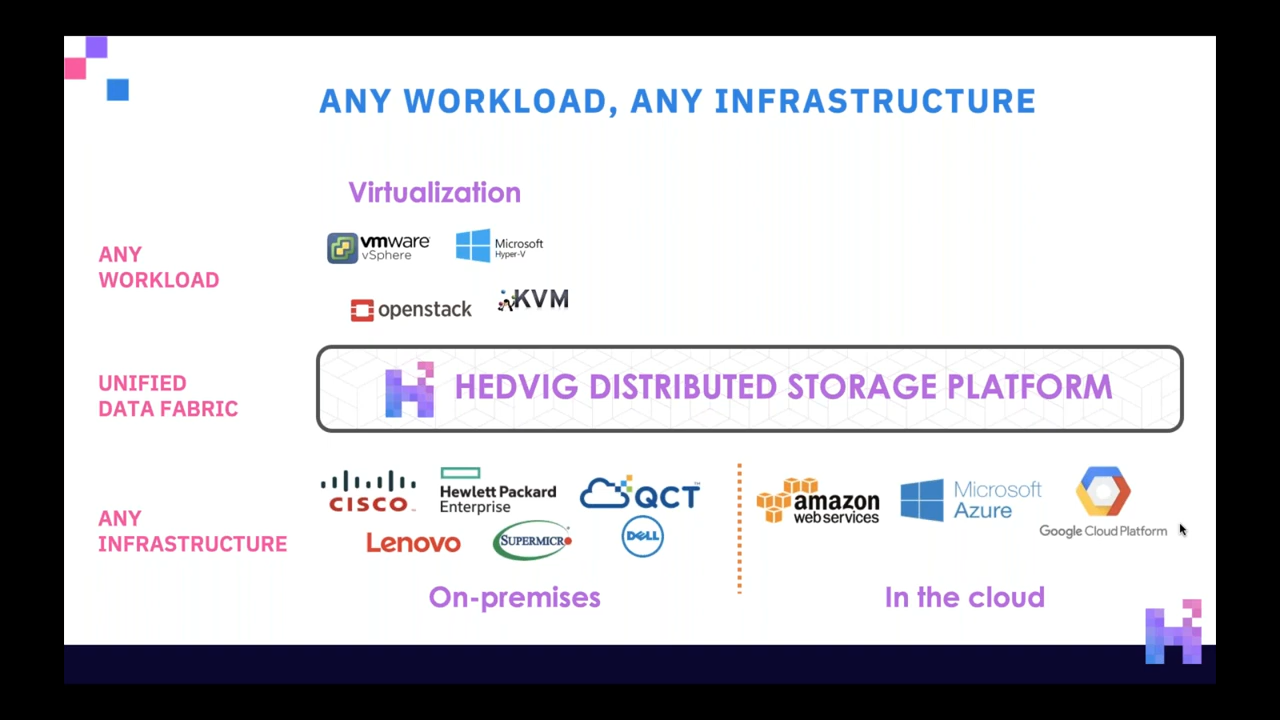 ANY WORKLOAD, ANY INFRASTRUCTURE
Virtualization
ANY
WORKLOAD
vmware
vSphere
Microsoft
Hyper-V
openstack
KVM
UNIFIED
DATA FABRIC
HEDVIG DISTRIBUTED STORAGE PLATFORM
ANY
INFRASTRUCTURE
CISCO
Hewlett Packard
Enterprise
QCT
Lenovo
SUPERMICR
DELL
amazon
web services
Microsoft
Azure
Google Cloud Platform
On-premises
In the cloud